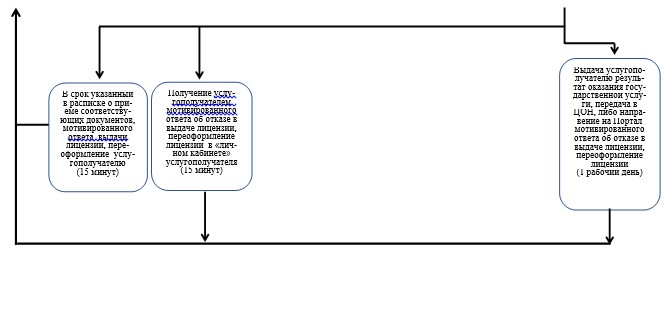 В срок указанный
в расписке о при-
еме соответству-
ющих документов,
мотивированного
ответа выдачи
лицензии, пере-
оформление услу-
гополучателю
(15 минут)
Получение услу-
гополучателем
мотивированного
ответа об отказе в
выдаче лицензии,
переоформление
лицензии в «лич-
ном кабинете»
услугополучателя
(15 минут)
Выдача услугопо-
лучателю резуль-
тат оказания госу-
дарственной услу-
ги, передача в
ЦОН, либо напра-
вение на Портал
мотивированного
ответа об отказе в
выдаче лицензии,
переоформление
лицензии
(1 рабочий день)